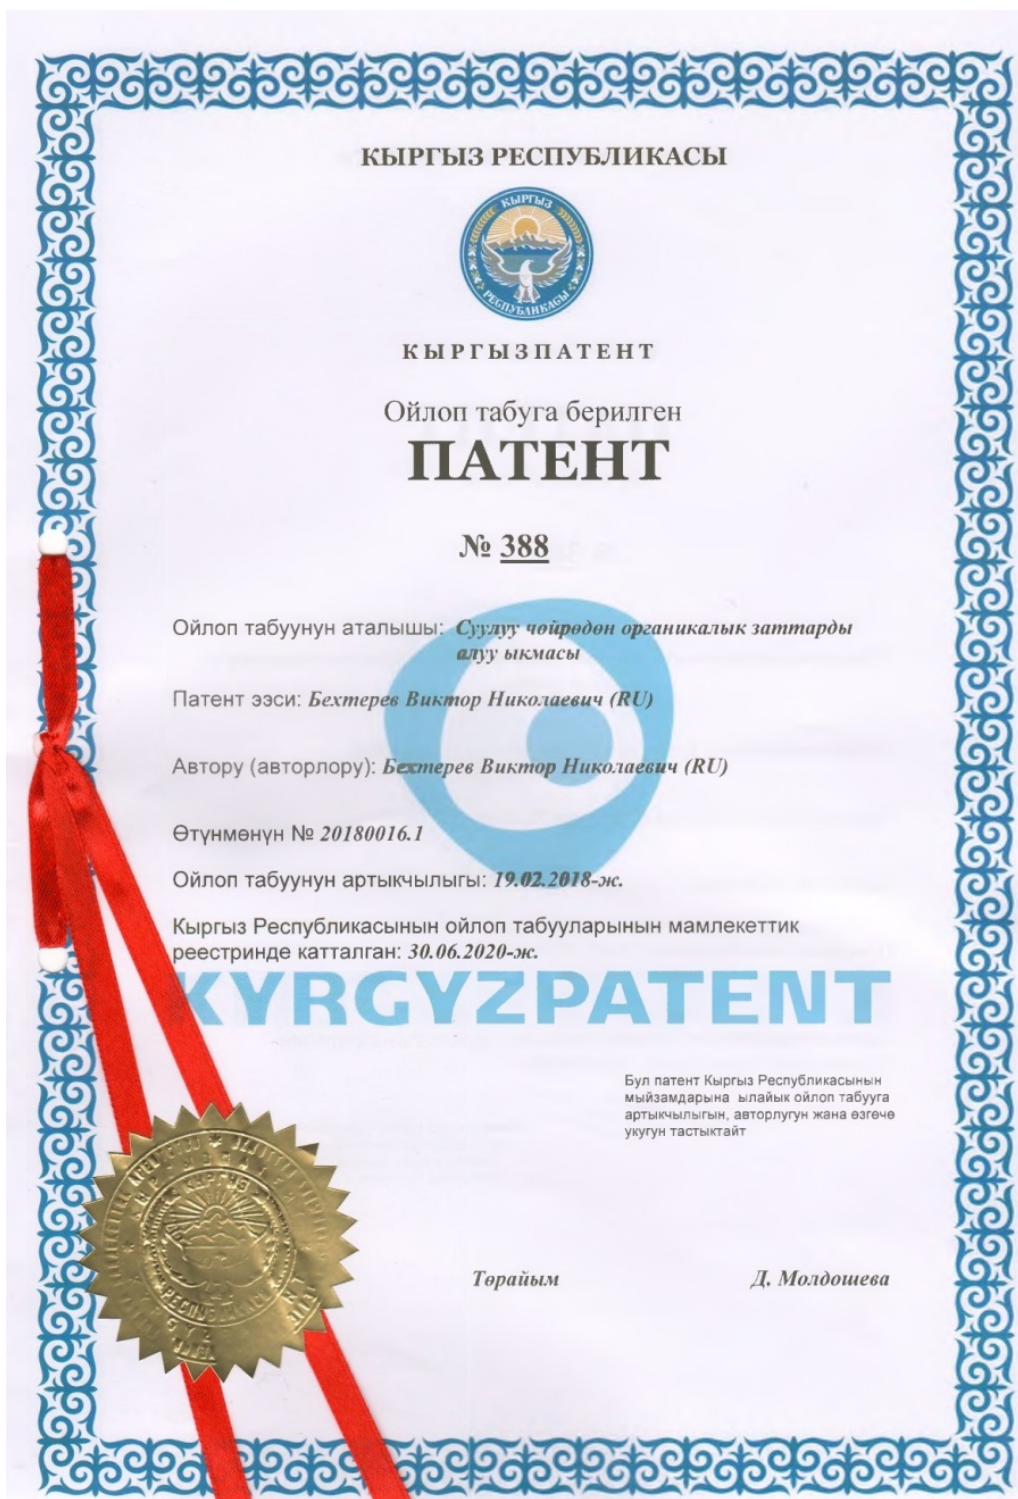 КЫРГЫЗ РЕСПУБЛИКАСЫ
КЫРГЫЗ
РЕСПУБЛИКАСЫ
КЫРГЫЗПАТЕНТ
Ойлоп табуга берилген
ПАТЕНТ
№ 388
Ойлоп табуунун аталышы: Суулуу чөйрөдөн органикалык заттарды
алуу ыкмасы
Патент ээси: Бехтерев Виктор Николаевич (RU)
Автору (авторлору): Бехтерев Виктор Николаевич (RU)
Өтүнмөнүн № 20180016.1
Ойлоп табуунун артыкчылыгы: 19.02.2018-ж.
Кыргыз Республикасынын ойлоп табууларынын мамлекеттик
реестринде катталган: 30.06.2020-ж.
KYRGYZPATENT
Бул патент Кыргыз Республикасынын
мыйзамдарына ылайык ойлоп табууга
артыкчылыгын, авторлугун жана өзгөчө
укугун тастыктайт
КЫРГЫЗ
РЕСПУБЛИКАСЫ
Төрайым Д. Молдошева